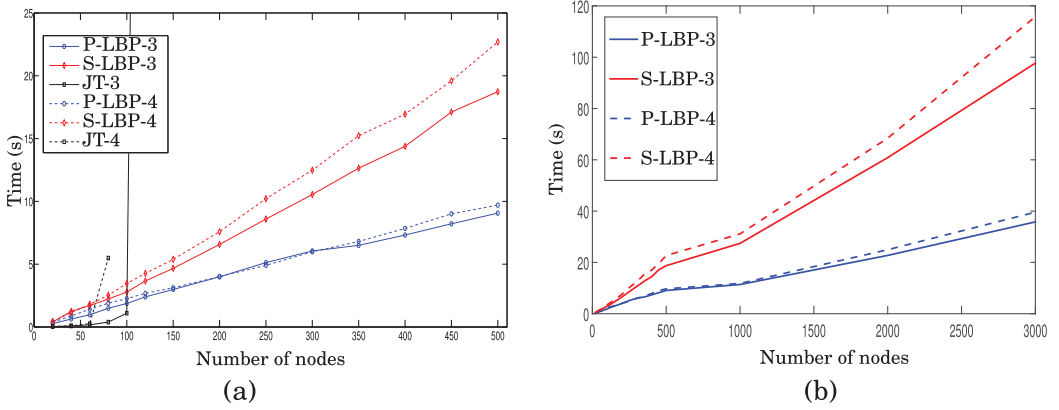 25
20
15
10
5
0
0
50
100
150
200
250
300
350
400
450
500
Time (s)
Number of nodes
P-LBP-3
S-LBP-3
JT-3
P-LBP-4
S-LBP-4
JT-4
(a)
120
100
80
60
40
20
0
0
500
1000
1500
2000
2500
3000
Time (s)
Number of nodes
P-LBP-3
S-LBP-3
P-LBP-4
S-LBP-4
(b)